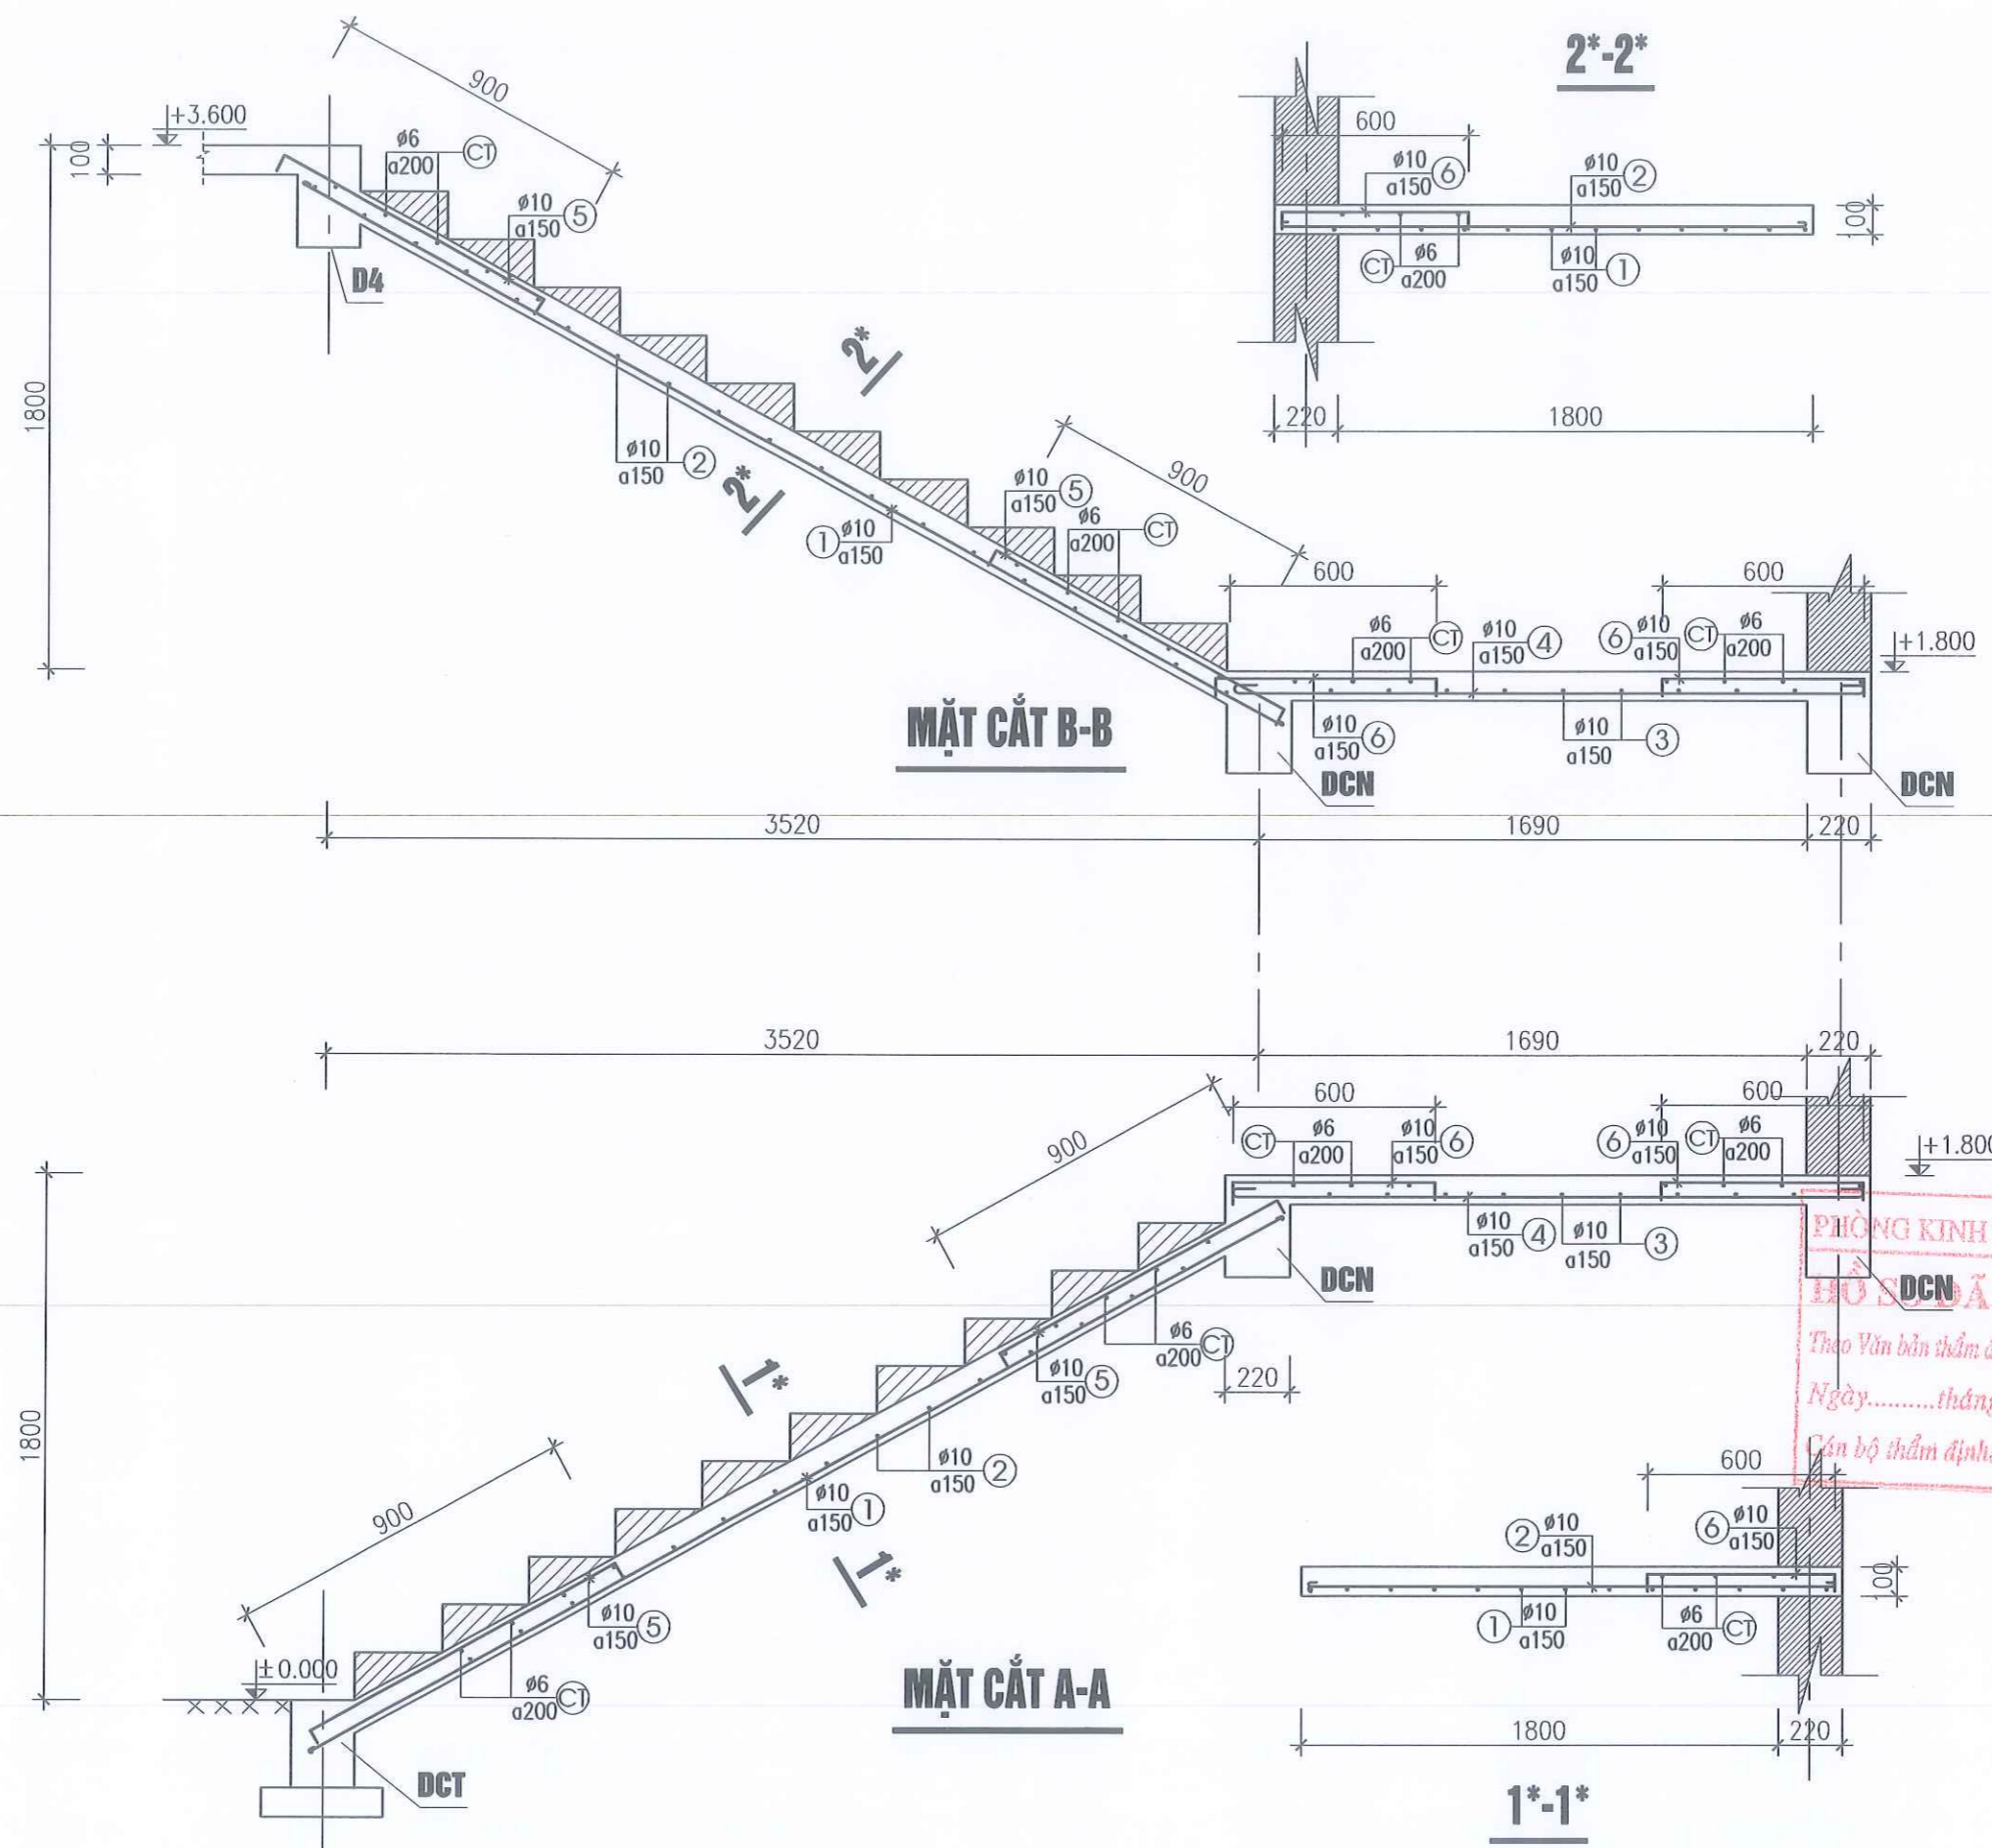 2*-2*
900
+3.600
100
ø6
a200
CT
ø10
a150
5
D4
600
ø10
a150
6
ø10
a150
2
100
CT
ø6
a200
ø10
a150
1
220
1800
1800
2*
2*
ø10
a150
2
1
ø10
a150
900
ø10
a150
5
ø6
a200
CT
600
600
ø6
a200
CT
ø10
a150
4
6
ø10
a150
CT
ø6
a200
+1.800
MẶT CẮT B-B
ø10
a150
6
ø10
a150
3
DCN
DCN
3520
1690
220
3520
1690
220
900
600
600
CT
ø6
a200
ø10
a150
6
6
ø10
a150
CT
ø6
a200
+1.800
ø10
a150
4
ø10
a150
3
DCN
DCN
PHÒNG KINH
HỒ SƠ ĐÃ
Theo Văn bản thẩm
Ngày..........tháng
Cán bộ thẩm định
1800
1*
1*
ø6
a200
CT
ø10
a150
5
220
ø10
a150
2
ø10
a150
1
900
ø10
a150
5
±0.000
ø6
a200
CT
DCT
MẶT CẮT A-A
600
2
ø10
a150
6
ø10
a150
100
1
ø10
a150
ø6
a200
CT
1800
220
1*-1*